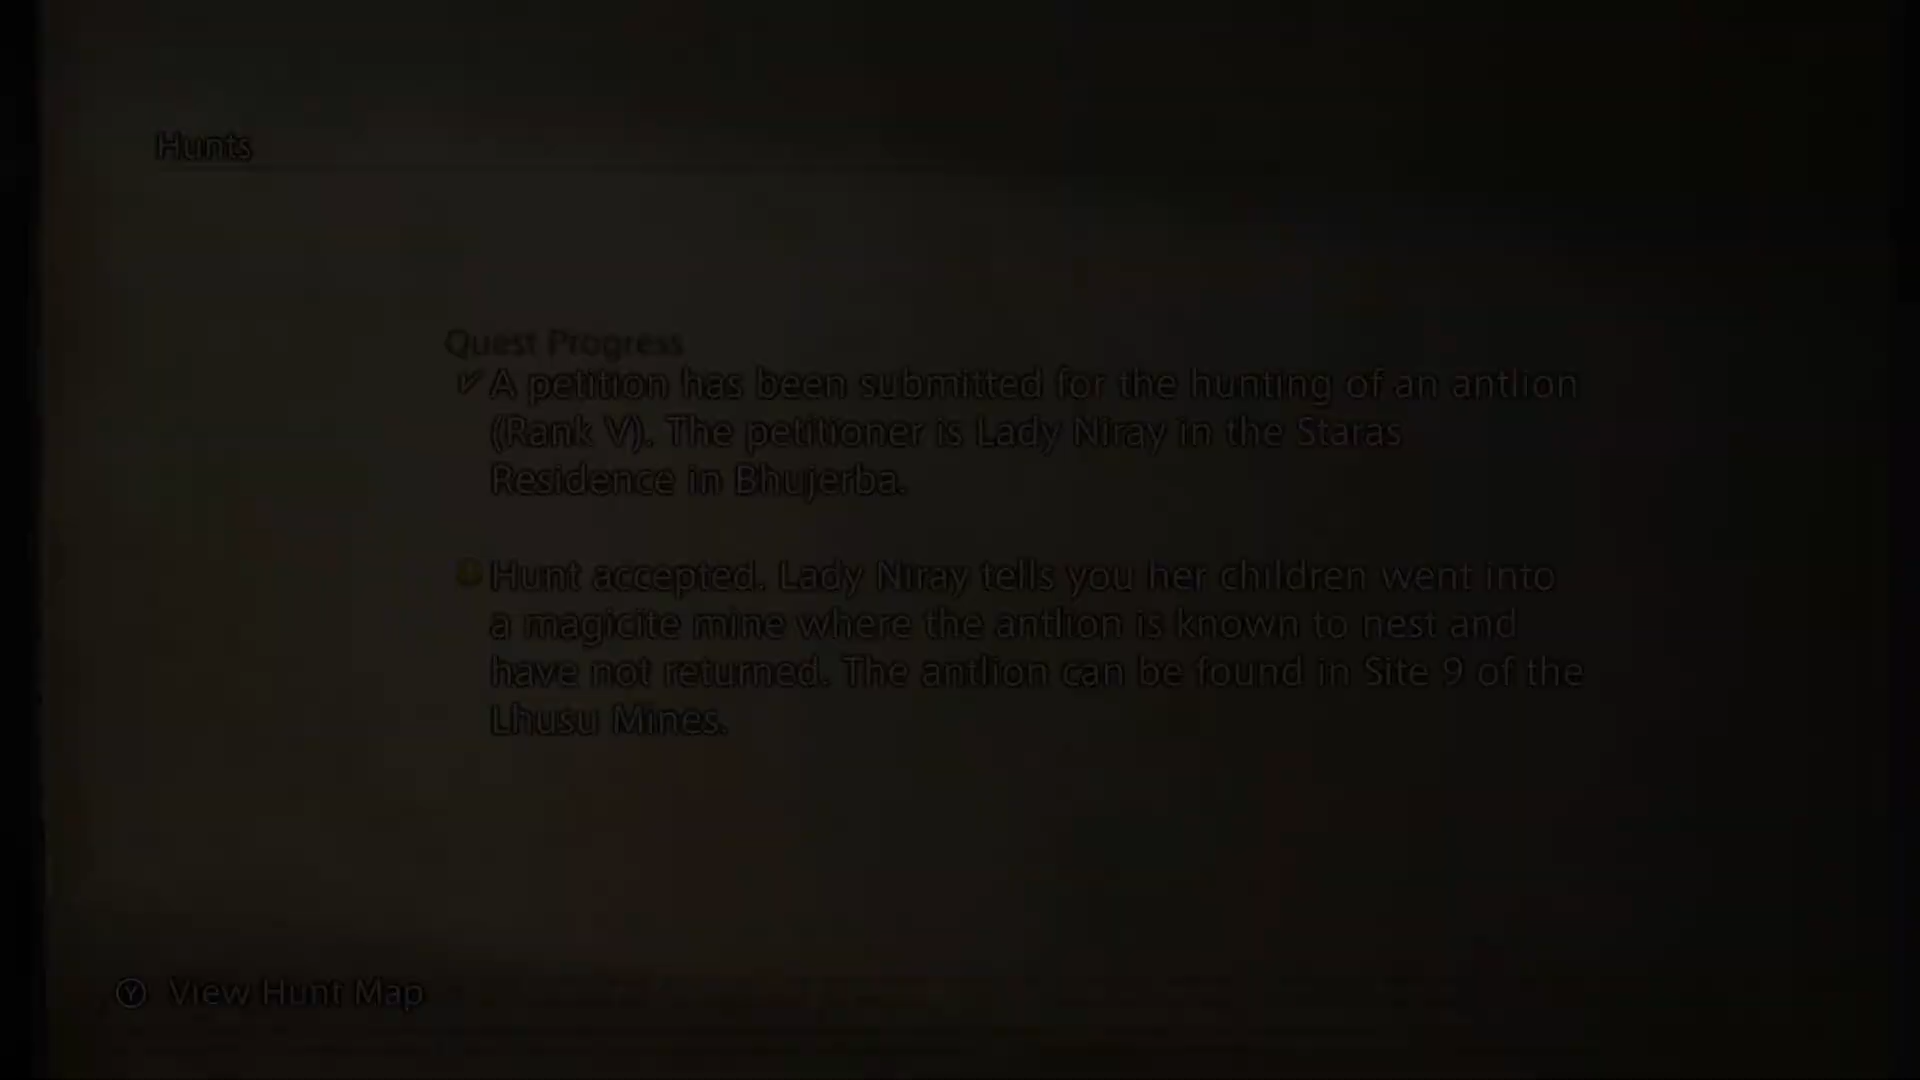 Hunts
Quest Progress
✓ A petition has been submitted for the hunting of an antlion
(Rank V). The petitioner is Lady Niray in the Staras
Residence in Bhujerba.
Hunt accepted. Lady Niray tells you her children went into
a magicite mine where the antlion is known to nest and
have not returned. The antlion can be found in Site 9 of the
Lhusu Mines.
Y View Hunt Map